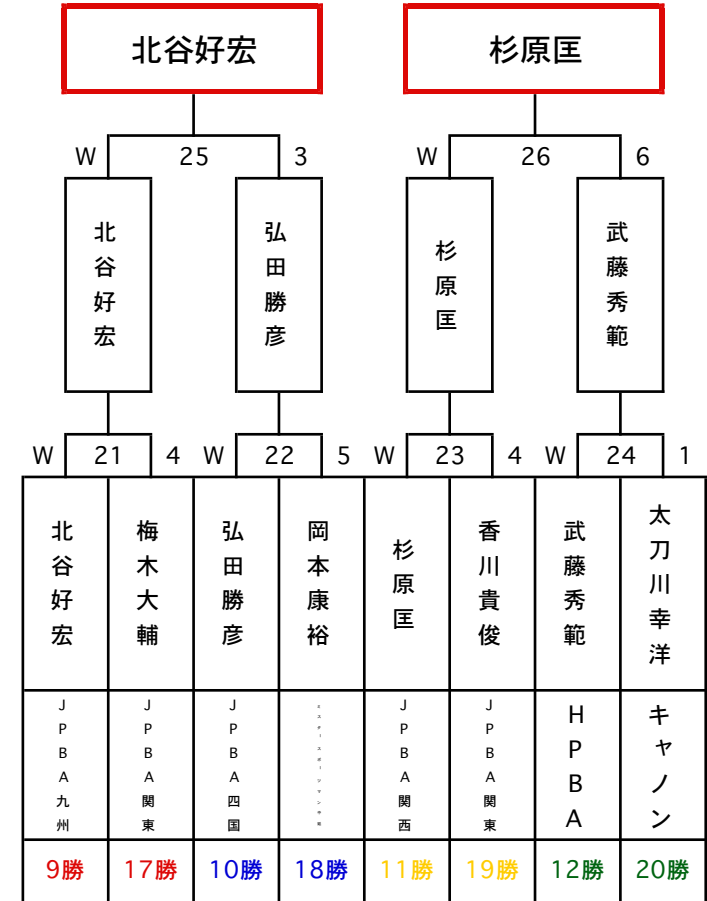 北谷好宏 杉原匡
W 25 3 W 26 6
北谷好宏 弘田勝彦 杉原匡 武藤秀範
W 21 4 W 22 5 W 23 4 W 24 1
北谷好宏 梅木大輔 弘田勝彦 岡本康裕 杉原匡 香川貴俊 武藤秀範 太刀川幸洋
JPBA九州 JPBA関東 JPBA四国 JPBA関西 JPBA関東 HPBA キャノン
9勝 17勝 10勝 18勝 11勝 19勝 12勝 20勝